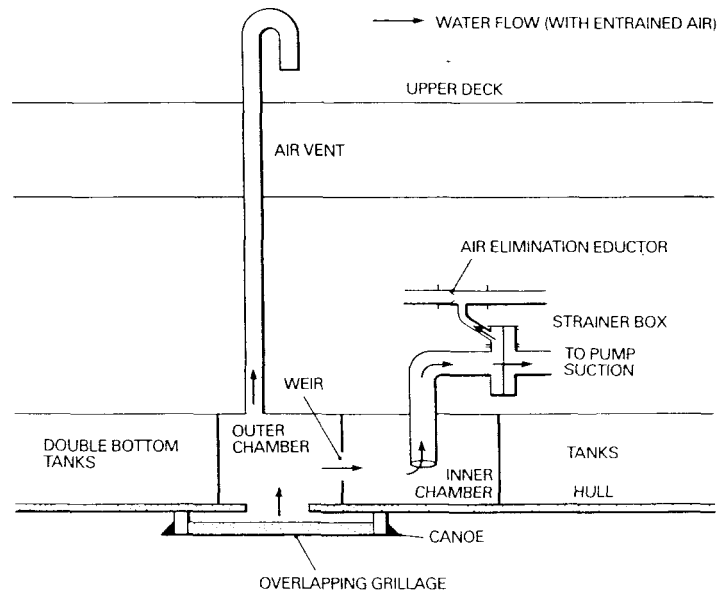 WATER FLOW (WITH ENTRAINED AIR)
UPPER DECK
AIR VENT
AIR ELIMINATION EDUCTOR
STRAINER BOX
TO PUMP
SUCTION
WEIR
OUTER
CHAMBER
DOUBLE BOTTOM
TANKS
INNER
CHAMBER
TANKS
HULL
CANOE
OVERLAPPING GRILLAGE